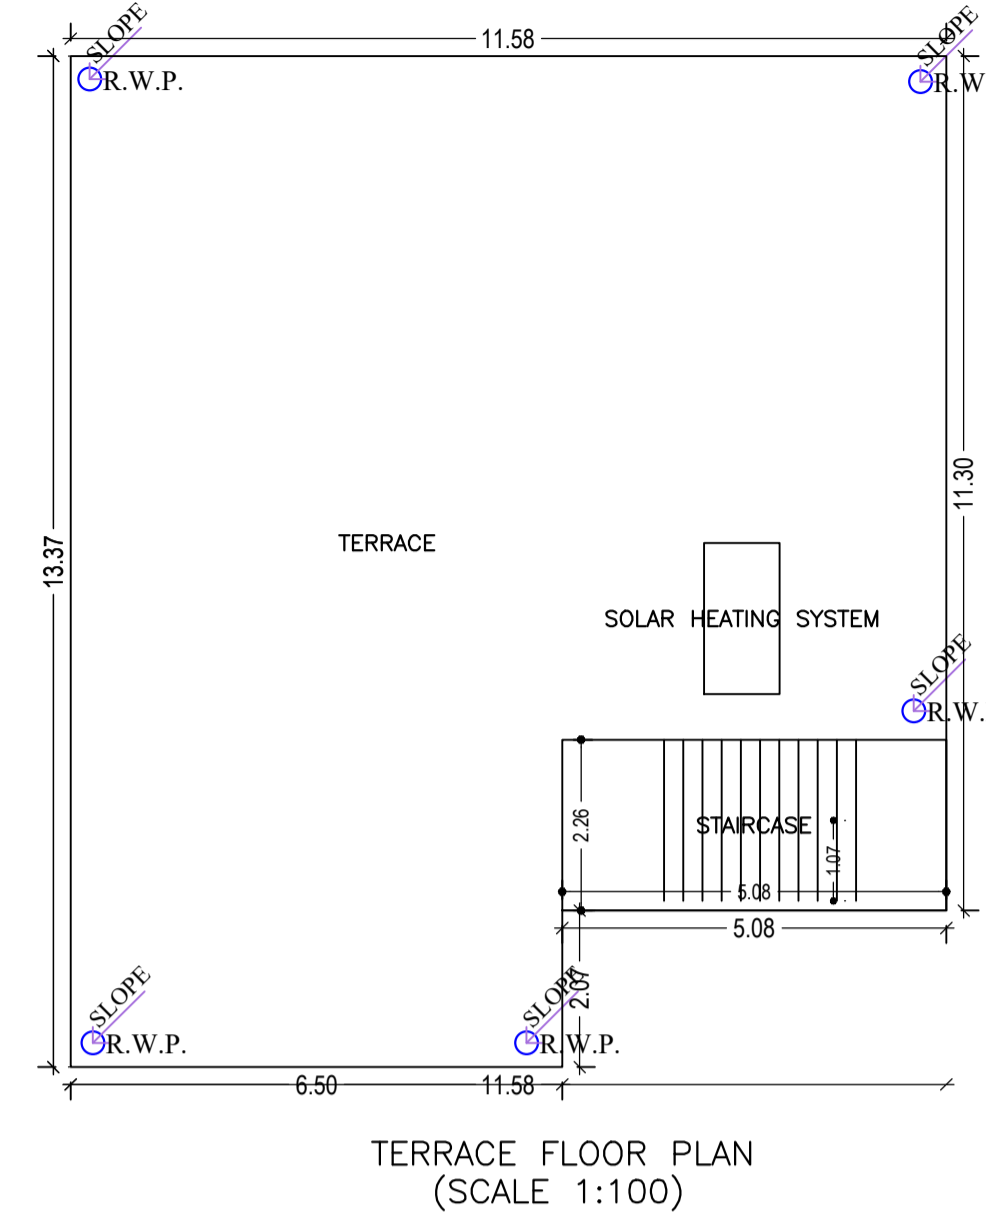 11.58
SLOPE
SLOPE
R.W.P.
R.W
11.30
13.37
TERRACE
SOLAR HEATING SYSTEM
SLOPE
R.W.
2.26
STAIRCASE
1.07
5.08
5.08
SLOPE
SLOPE
2.07
R.W.P.
R.W.P.
6.50
11.58
TERRACE FLOOR PLAN
(SCALE 1:100)